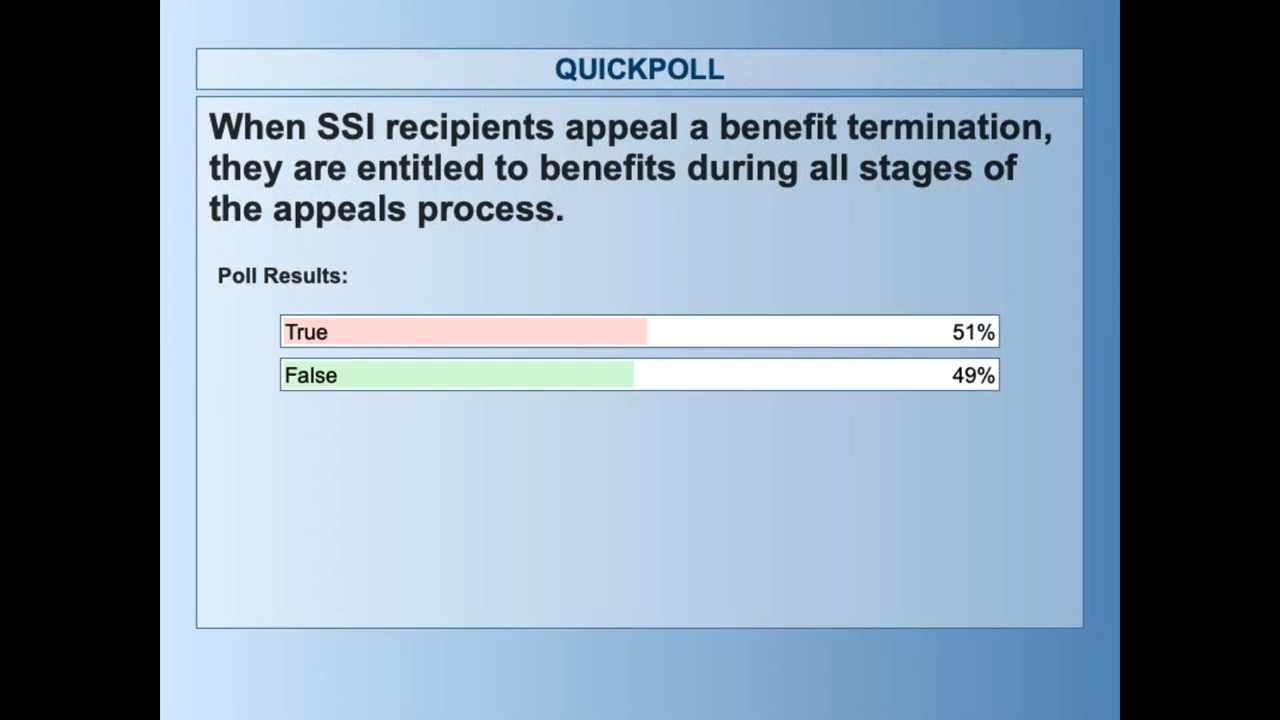 QUICKPOLL
When SSI recipients appeal a benefit termination,
they are entitled to benefits during all stages of
the appeals process.
Poll Results:
True 51%
False 49%